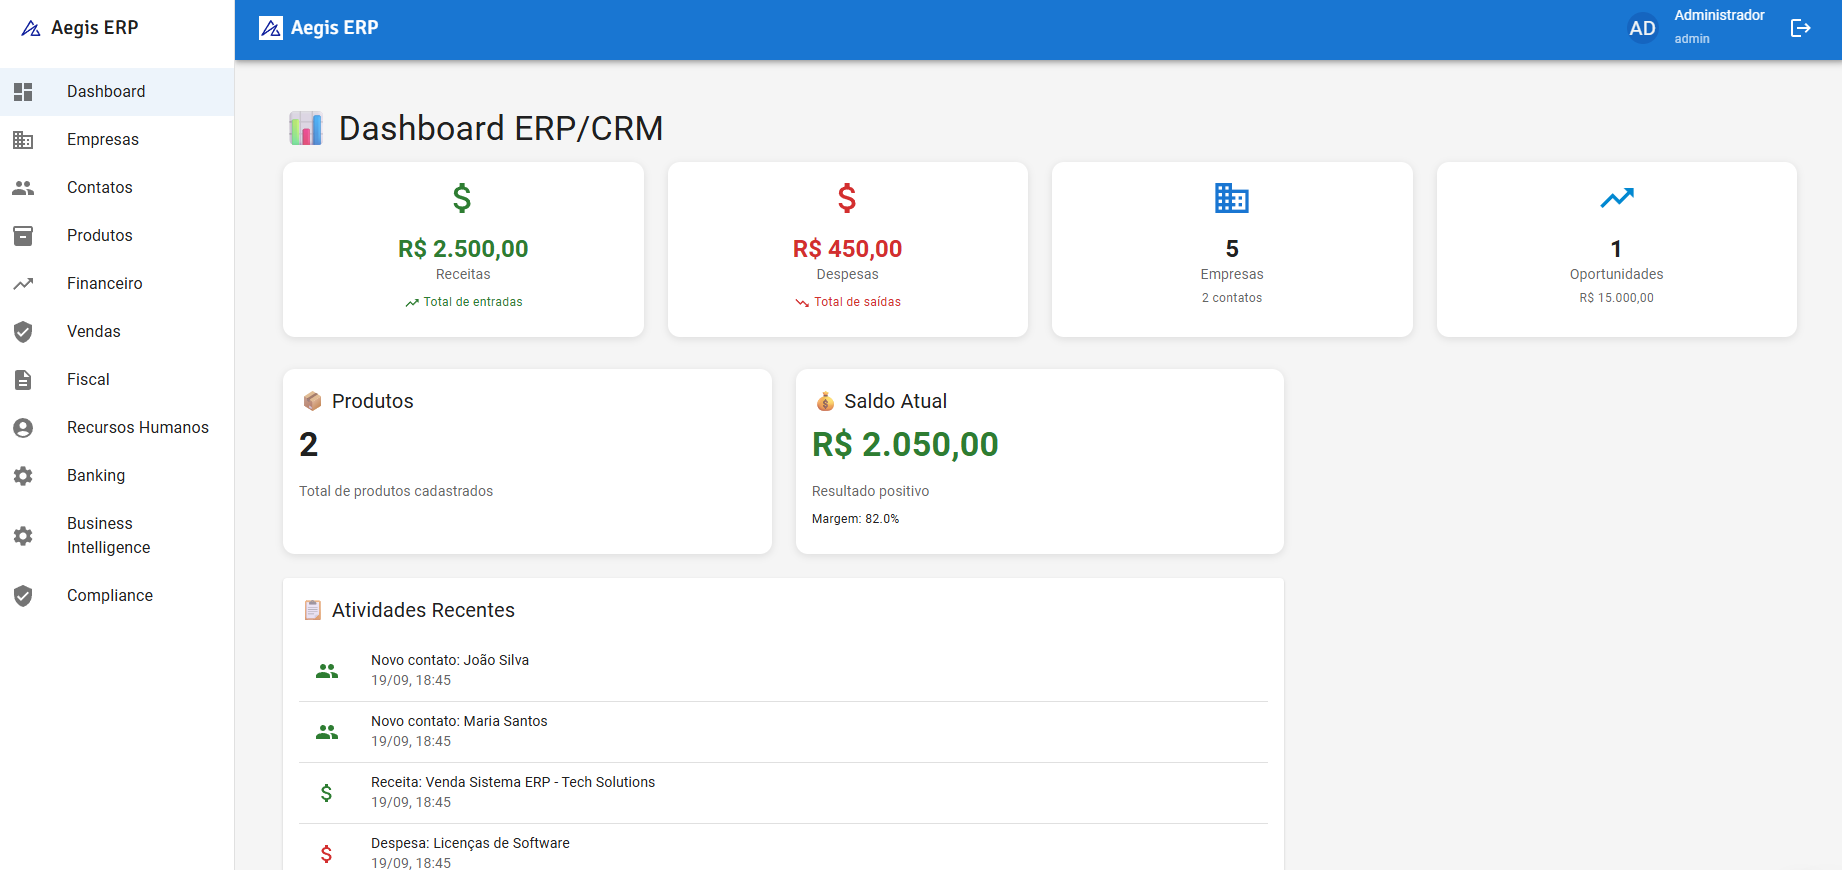 Aegis ERP
Aegis ERP
AD
Administrador
admin
Dashboard
Empresas
Contatos
Produtos
Financeiro
Vendas
Fiscal
Recursos Humanos
Banking
Business
Intelligence
Compliance
Dashboard ERP/CRM
$
R$ 2.500,00
Receitas
Total de entradas
$
R$ 450,00
Despesas
Total de saídas
5
Empresas
2 contatos
1
Oportunidades
R$ 15.000,00
Produtos
2
Total de produtos cadastrados
Saldo Atual
R$ 2.050,00
Resultado positivo
Margem: 82.0%
Atividades Recentes
Novo contato: João Silva
19/09, 18:45
Novo contato: Maria Santos
19/09, 18:45
$
Receita: Venda Sistema ERP - Tech Solutions
19/09, 18:45
$
Despesa: Licenças de Software
19/09, 18:45